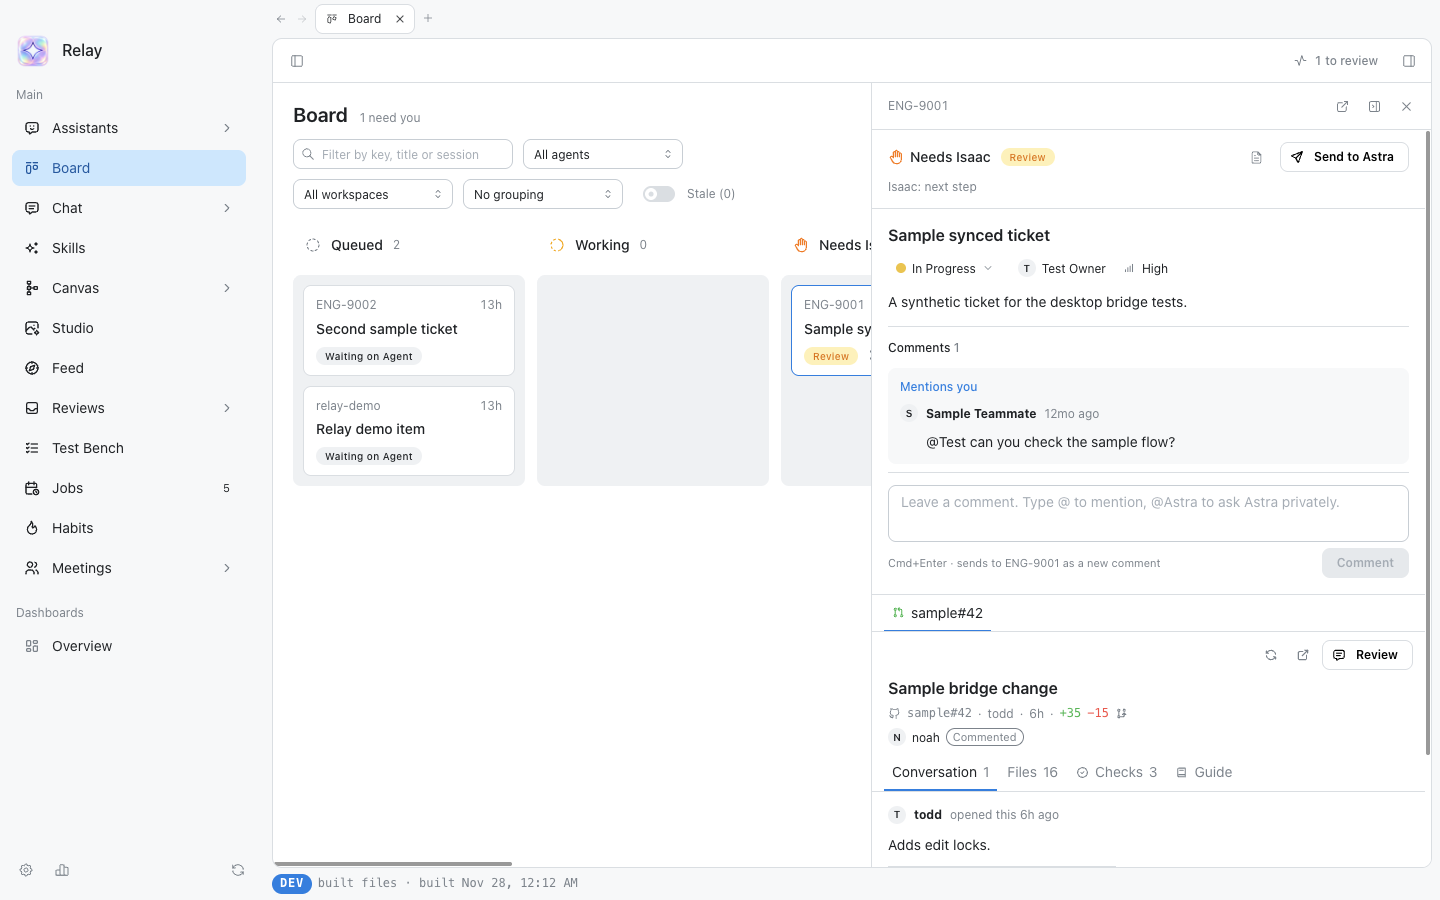 Board
Relay
1 to review
Main
Assistants
Board
Chat
Skills
Canvas
Studio
Feed
Reviews
Test Bench
Jobs 5
Habits
Meetings
Dashboards
Overview
Board 1 need you
Filter by key, title or session
All agents
All workspaces
No grouping
Stale (0)
Queued 2
ENG-9002 13h
Second sample ticket
Waiting on Agent
relay-demo 13h
Relay demo item
Waiting on Agent
Working 0
Needs Is
ENG-9001
Sample sy
Review
ENG-9001
Needs Isaac Review
Send to Astra
Isaac: next step
Sample synced ticket
In Progress T Test Owner High
A synthetic ticket for the desktop bridge tests.
Comments 1
Mentions you
S Sample Teammate 12mo ago
@Test can you check the sample flow?
Leave a comment. Type @ to mention, @Astra to ask Astra privately.
Cmd+Enter · sends to ENG-9001 as a new comment
Comment
sample#42
Review
Sample bridge change
sample#42 · todd · 6h · +35 −15
N noah Commented
Conversation 1 Files 16 Checks 3 Guide
T todd opened this 6h ago
Adds edit locks.
DEV built files · built Nov 28, 12:12 AM